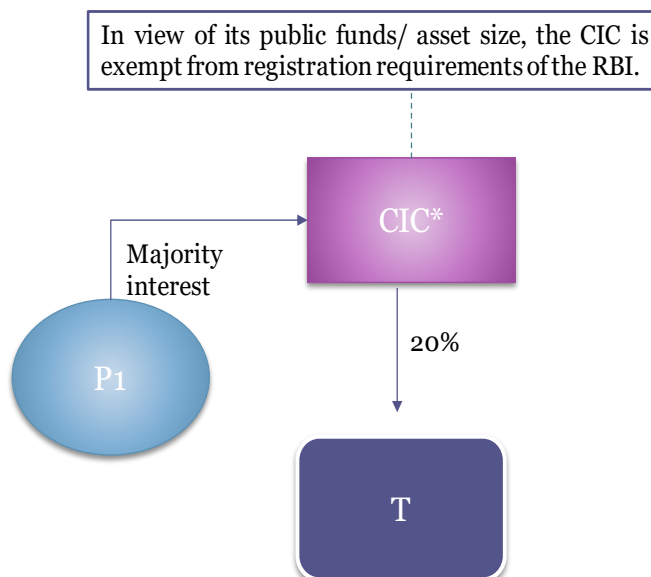 In view of its public funds/ asset size, the CIC is
exempt from registration requirements of the RBI.
CIC*
Majority
interest
P1
20%
T